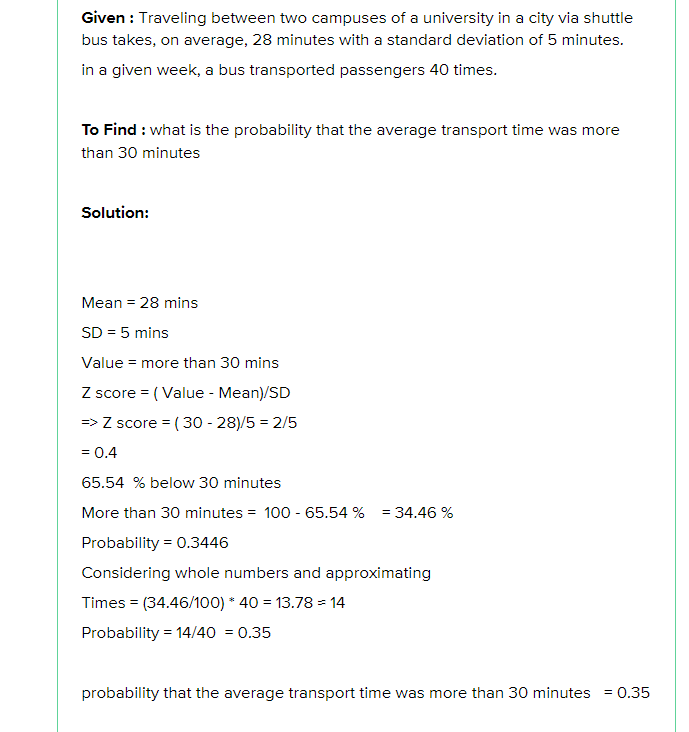 Given : Traveling between two campuses of a university in a city via shuttle
bus takes, on average, 28 minutes with a standard deviation of 5 minutes.
in a given week, a bus transported passengers 40 times.
To Find : what is the probability that the average transport time was more
than 30 minutes
Solution:
Mean = 28 mins
SD = 5 mins
Value = more than 30 mins
Z score = ( Value - Mean)/SD
=> Z score = ( 30 - 28)/5 = 2/5
= 0.4
65.54 % below 30 minutes
More than 30 minutes = 100 - 65.54 % = 34.46 %
Probability = 0.3446
Considering whole numbers and approximating
Times = (34.46/100) * 40 = 13.78 ≈ 14
Probability = 14/40 = 0.35
probability that the average transport time was more than 30 minutes = 0.35